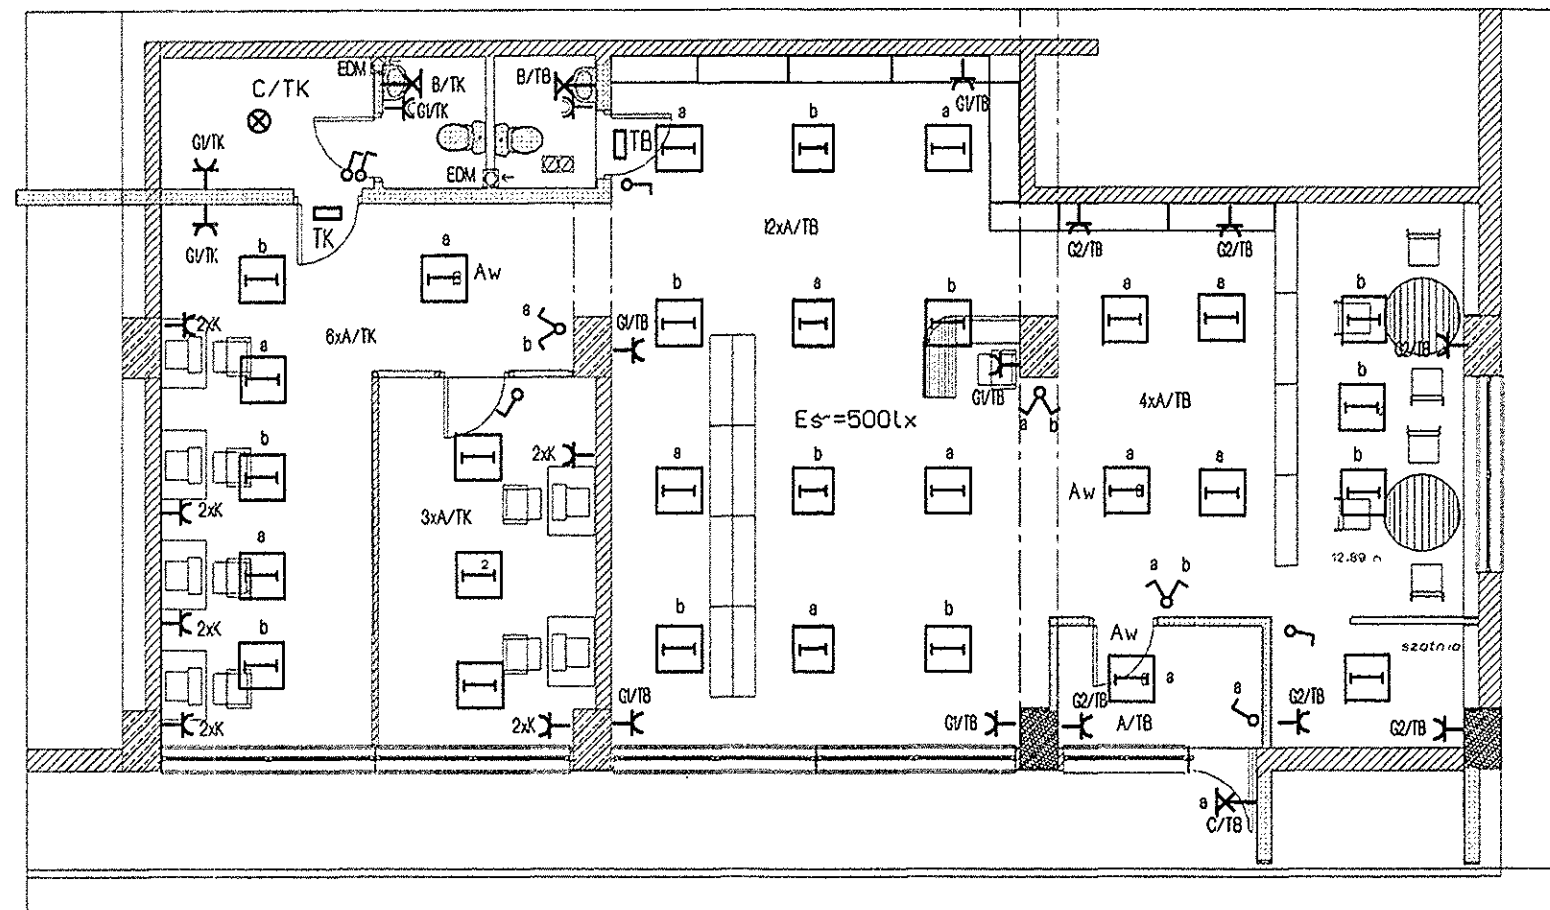 EDM
C/TK
B/TK
B/TB
G1/TK
G1/TB
G1/TK
a
b
a
TB
EDM
TK
G1/TK
b
a
Aw
12xA/TB
G2/TB
G2/TB
2xK
6xA/TK
a
b
G1/TB
b
a
b
a
a
b
G2/TB
a
b
G1/TB
Esr=500lx
a
b
4xA/TB
b
2xK
a
b
a
Aw
a
a
b
2xK
3xA/TK
a
2
12.89 m
a
b
2xK
b
b
a
b
Aw
a
szatnia
a
2xK
2xK
G1/TB
G1/TB
G2/TB
A/TB
G2/TB
G2/TB
a
C/TB